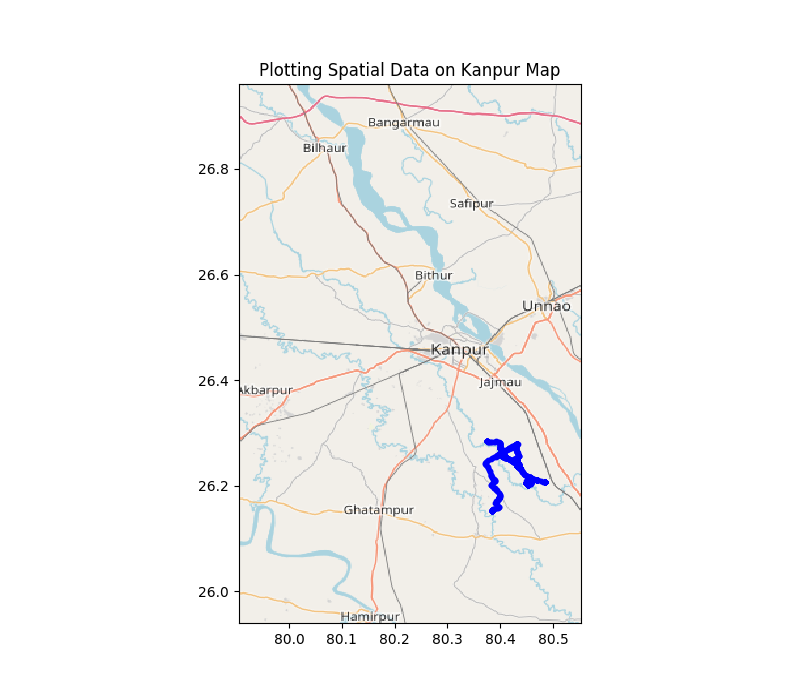 Plotting Spatial Data on Kanpur Map
Bangarmau
Bilhaur
26.8
Safipur
Bithur
26.6
Unnao
Kanpur
26.4
Jajmau
Akbarpur
26.2
Ghatampur
26.0
Hamirpur
80.0 80.1 80.2 80.3 80.4 80.5